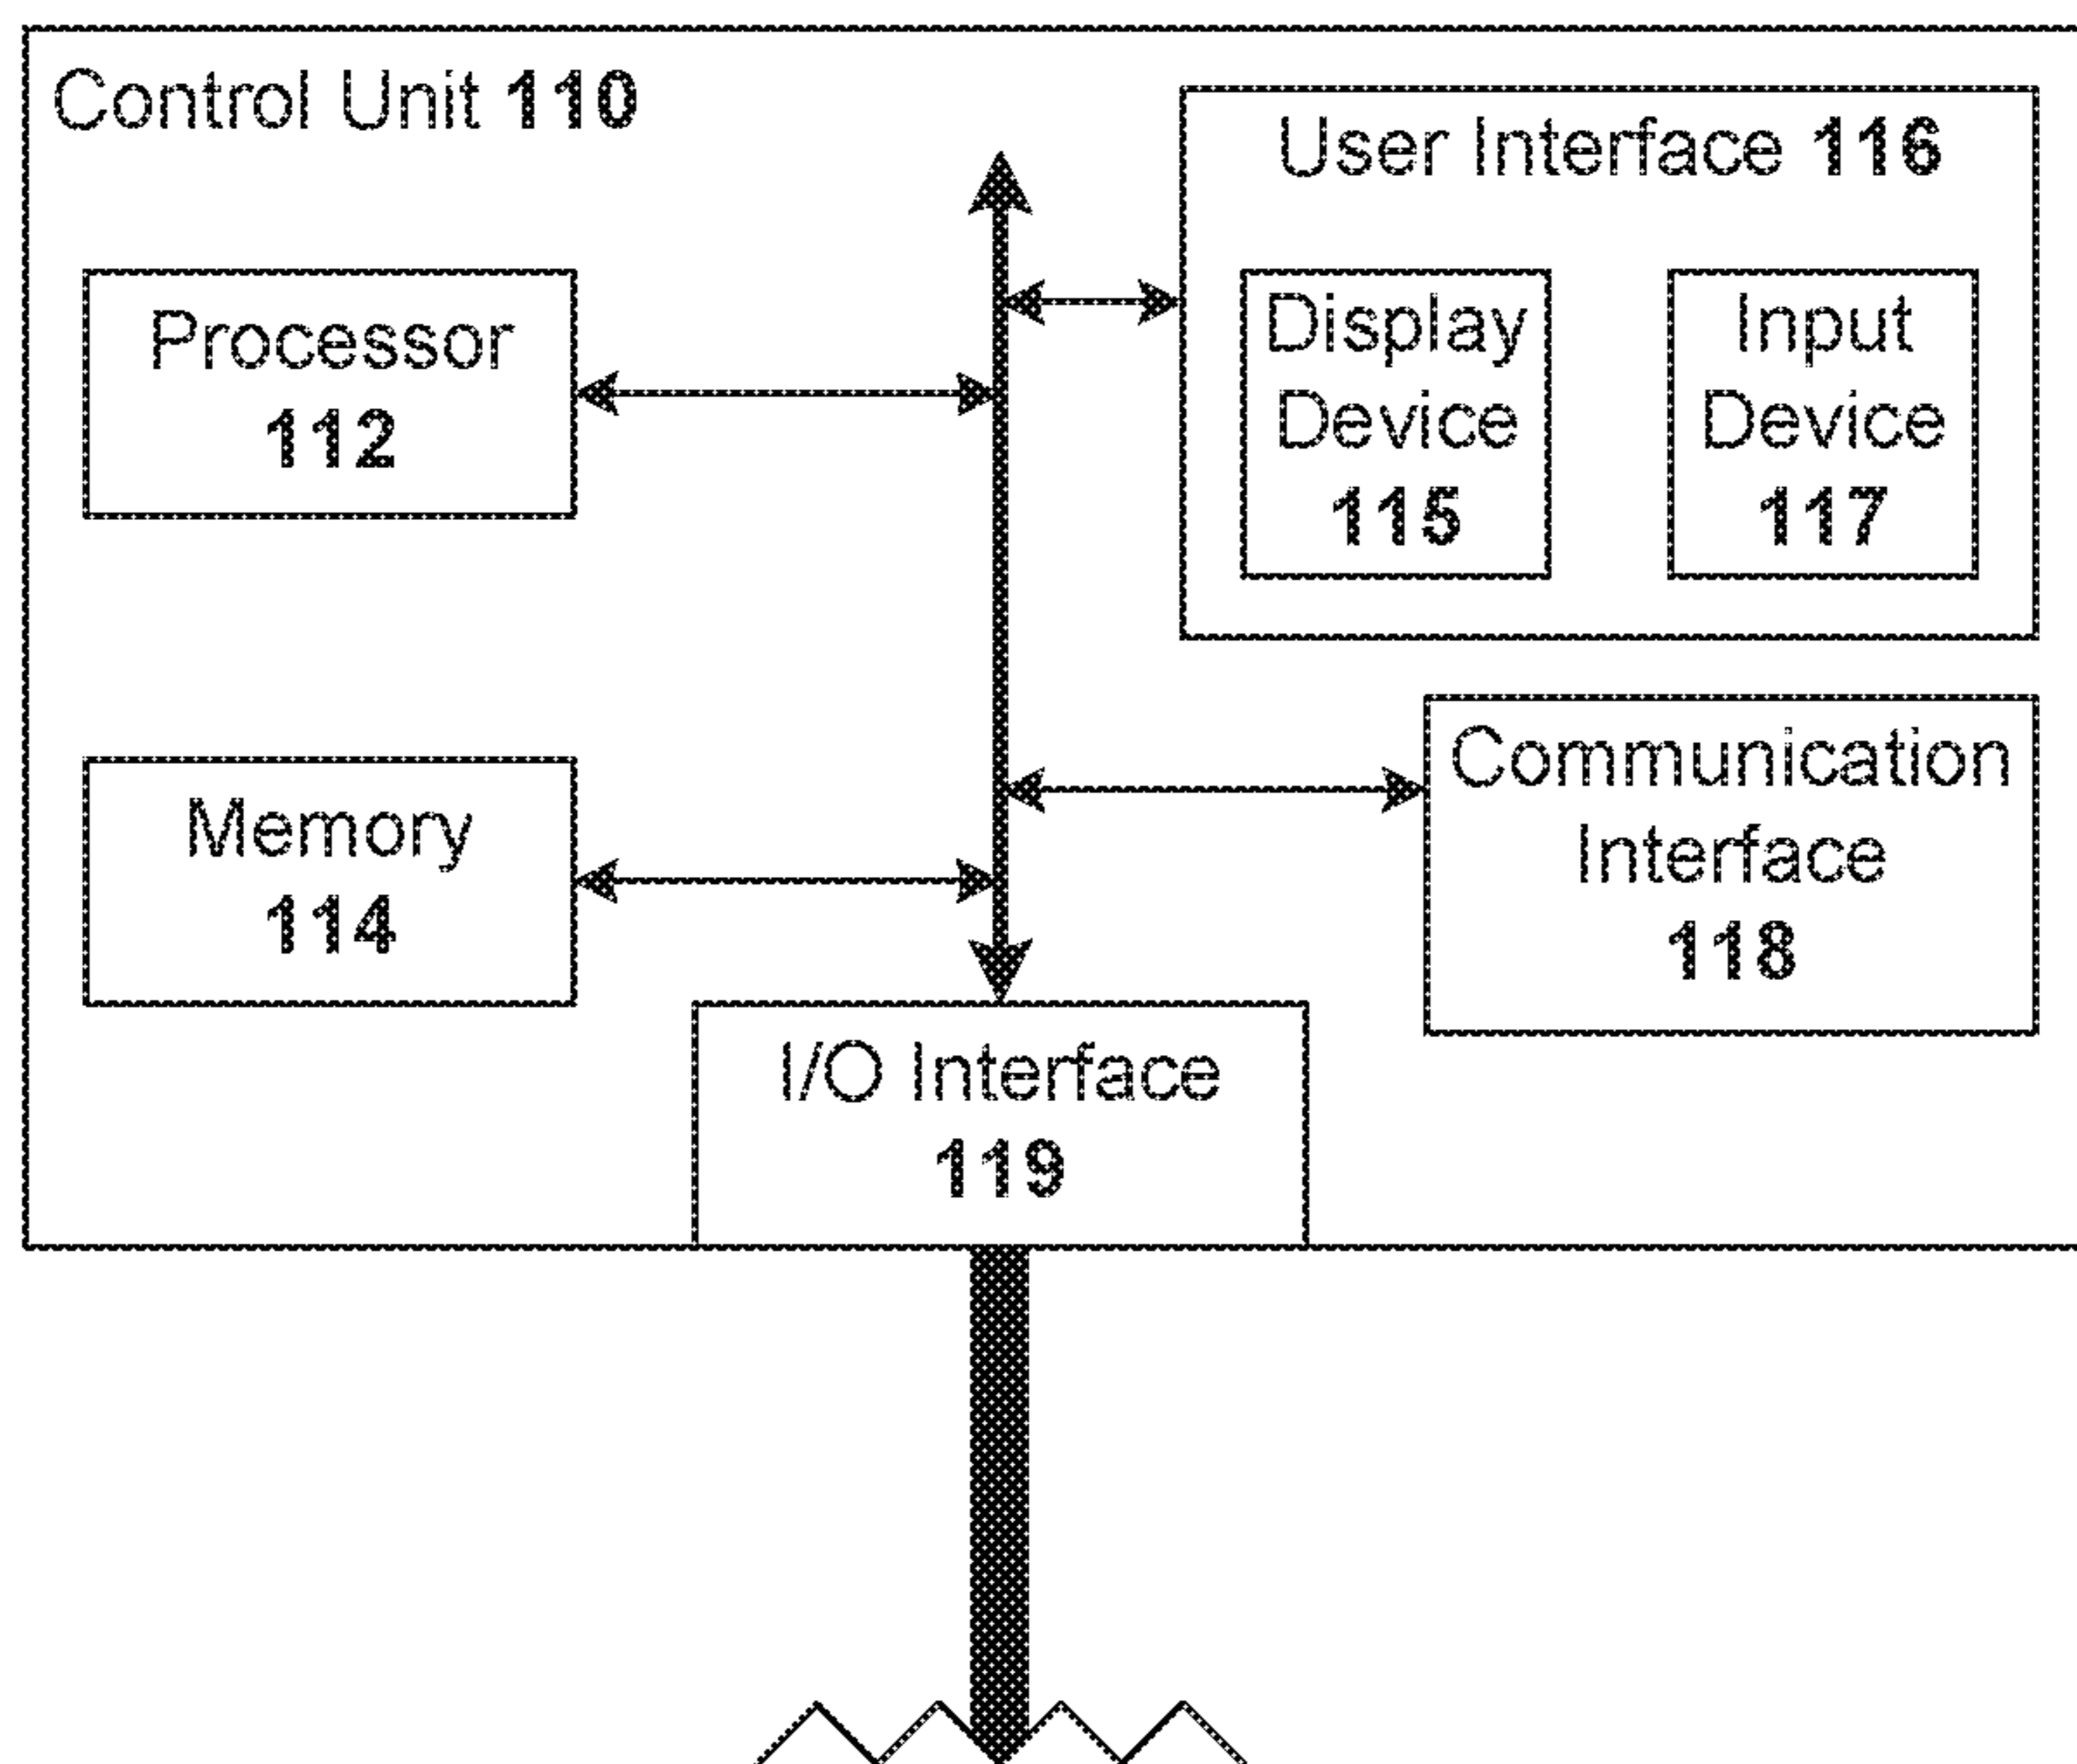 Control Unit 110
User Interface 116
Processor
112
Display
Device
115
Input
Device
117
Memory
114
Communication
Interface
118
I/O Interface
119